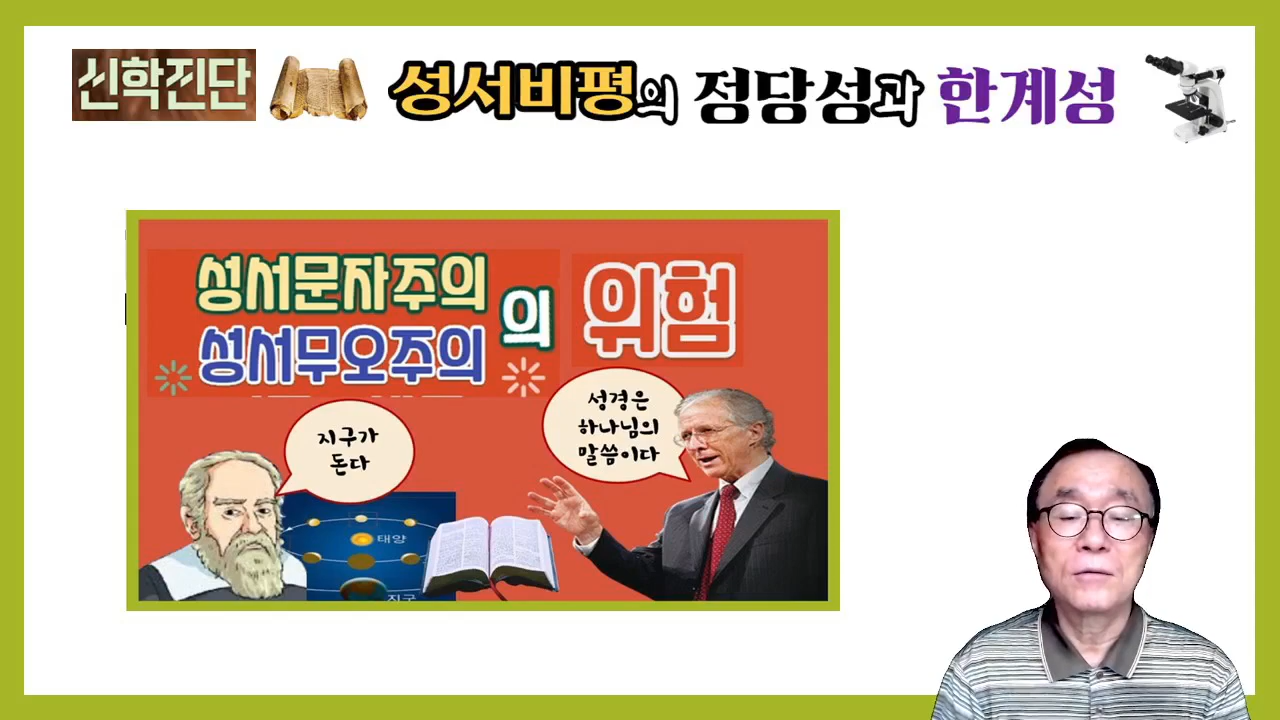 신학진단
성서비평의 정당성과 한계성
성서문자주의
성서무오주의
의 위험
지구가
돈다
성경은
하나님의
말씀이다
태양
지구